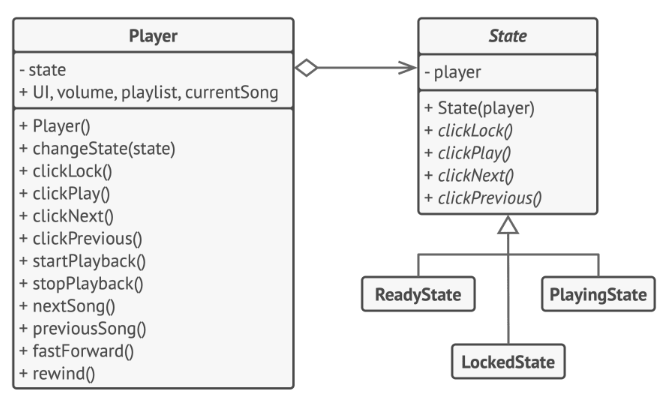 Player
- state
+ UI, volume, playlist, currentSong
+ Player()
+ changeState(state)
+ clickLock()
+ clickPlay()
+ clickNext()
+ clickPrevious()
+ startPlayback()
+ stopPlayback()
+ nextSong()
+ previousSong()
+ fastForward()
+ rewind()
State
- player
+ State(player)
+ clickLock()
+ clickPlay()
+ clickNext()
+ clickPrevious()
ReadyState
PlayingState
LockedState